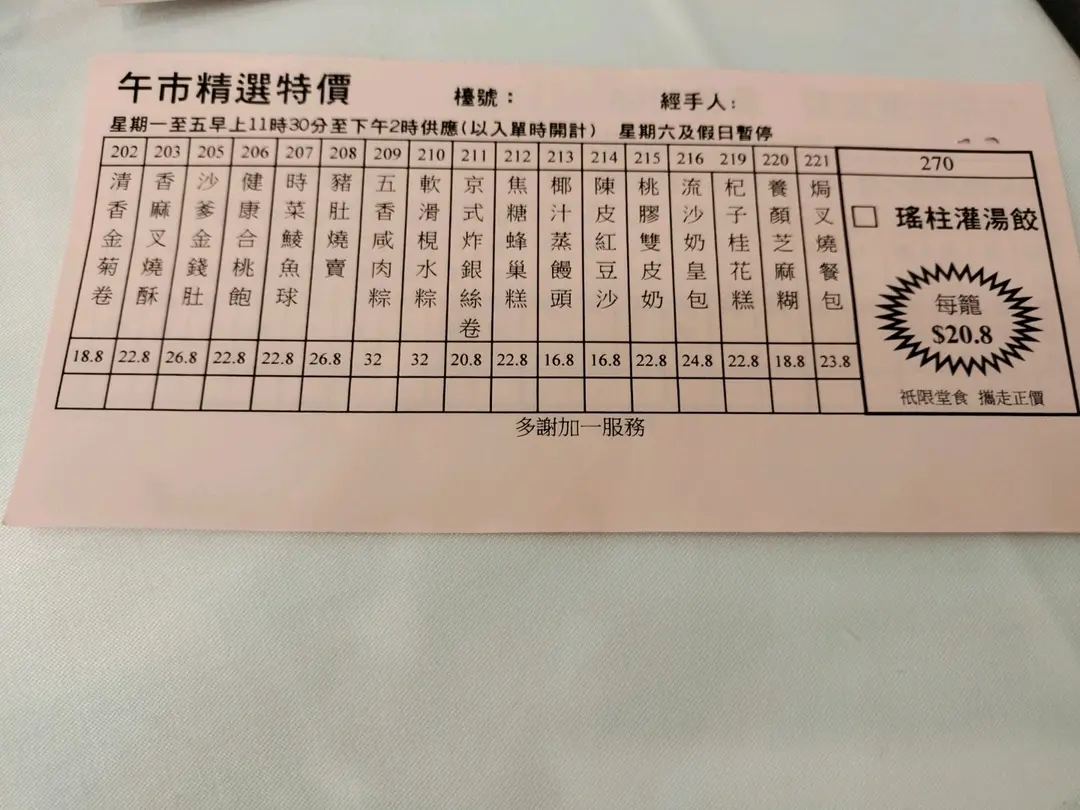 午市精選特價 檯號： 經手人:
星期一至五早上11時30分至下午2時供應(以入單時開計) 星期六及假日暫停
202 清香金菊卷 18.8
203 香麻叉燒酥 22.8
205 沙爹金錢肚 26.8
206 健康合桃飽 22.8
207 時菜鯪魚球 22.8
208 豬肚燒賣 26.8
209 五香咸肉粽 32
210 軟滑梘水粽 32
211 京式炸銀絲卷 20.8
212 焦糖蜂巢糕 22.8
213 椰汁蒸饅頭 16.8
214 陳皮紅豆沙 16.8
215 桃膠雙皮奶 22.8
216 流沙奶皇包 24.8
219 杞子桂花糕 22.8
220 養顏芝麻糊 18.8
221 焗叉燒餐包 23.8
270
瑤柱灌湯餃
每籠
$20.8
祇限堂食 攜走正價
多謝加一服務